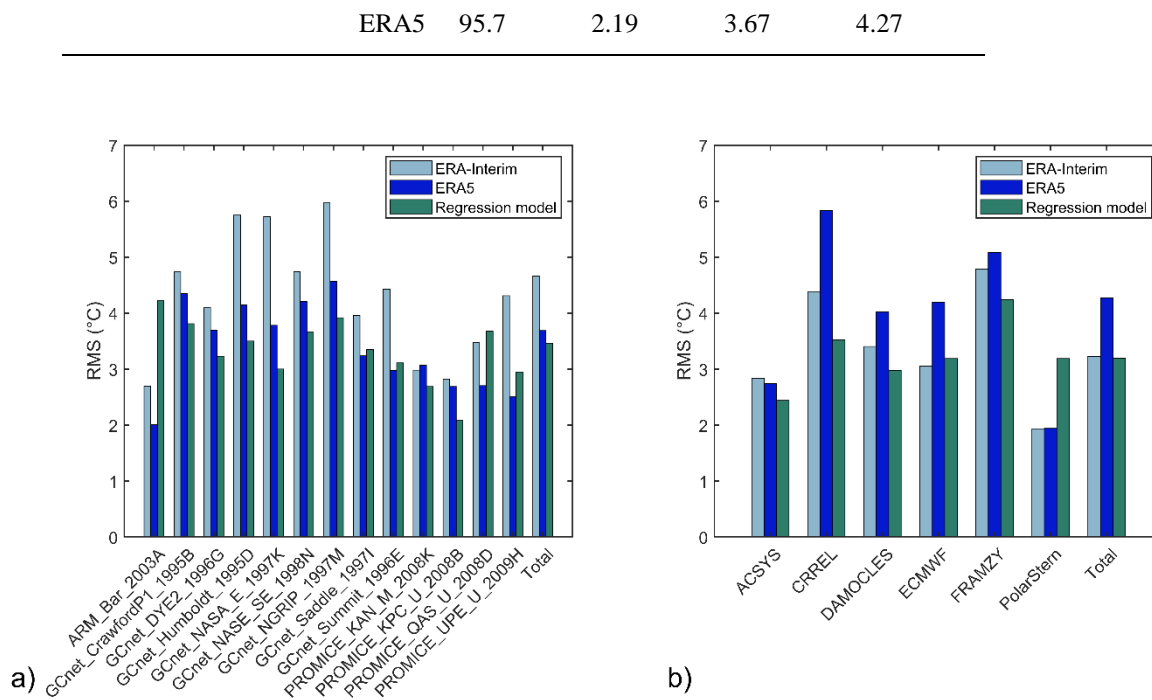 ERA5 95.7 2.19 3.67 4.27
7
6
5
4
3
2
1
0
RMS (°C)
ERA-Interim
ERA5
Regression model
ARM_Bar_2003A
GCnet_CrawfordP1_1995B
GCnet_DYE2_1996G
GCnet_Humboldt_1995D
GCnet_NASA_E_1997K
GCnet_NASE_SE_1998N
GCnet_NGRIP_1997M
GCnet_Saddle_1997I
GCnet_Summit_1996E
PROMICE_KAN_M_2008K
PROMICE_KPC_U_2008B
PROMICE_QAS_U_2008D
PROMICE_UPE_U_2009H
Total
a)
7
6
5
4
3
2
1
0
RMS (°C)
ERA-Interim
ERA5
Regression model
ACSYS
CRREL
DAMOCLES
ECMWF
FRAMZY
PolarStern
Total
b)